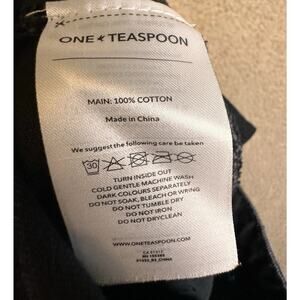 ONE TEASPOON
MAIN: 100% COTTON
Made in China
We suggest the following care be taken
30
TURN INSIDE OUT
COLD GENTLE MACHINE WASH
DARK COLOURS SEPARATELY
DO NOT SOAK, BLEACH OR WRING
DO NOT TUMBLE DRY
DO NOT IRON
DO NOT DRYCLEAN
WWW.ONETEASPOON.COM